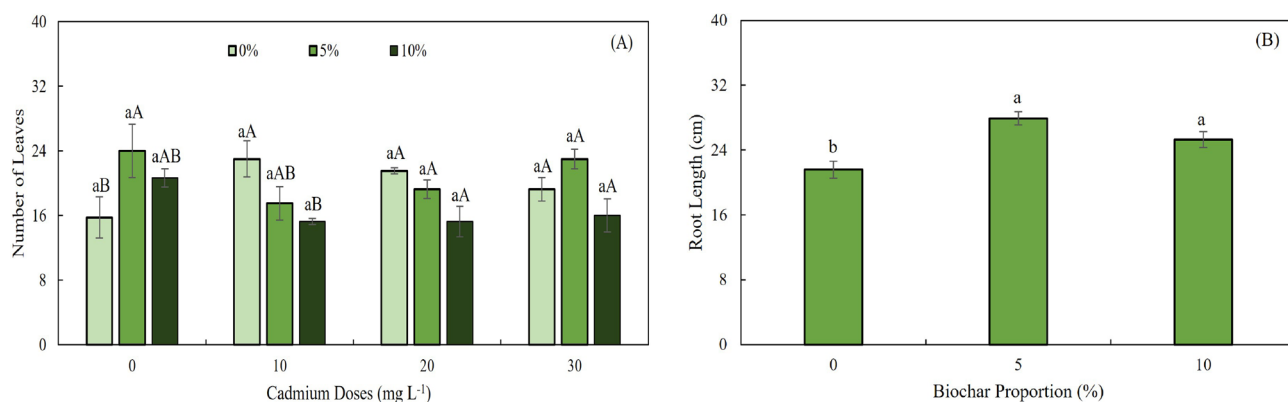 (A)
0% 5% 10%
Number of Leaves
40
32
24
16
8
0
aB aA aAB
aA aAB aB
aA aA aA
aA aA aA
0 10 20 30
Cadmium Doses (mg L⁻¹)
(B)
Root Length (cm)
40
32
24
16
8
0
b a a
0 5 10
Biochar Proportion (%)